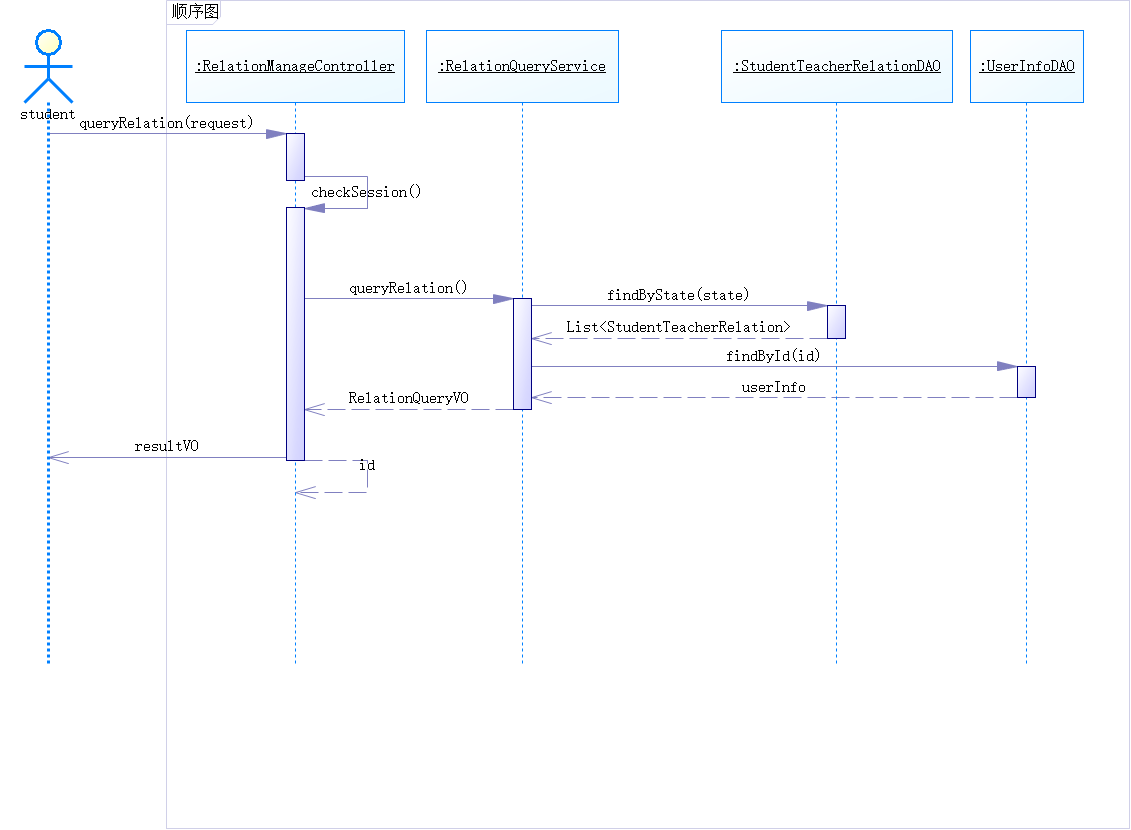 顺序图
student
:RelationManageController
:RelationQueryService
:StudentTeacherRelationDAO
:UserInfoDAO
queryRelation(request)
checkSession()
queryRelation()
findByState(state)
List<StudentTeacherRelation>
findById(id)
userInfo
RelationQueryVO
resultVO
id